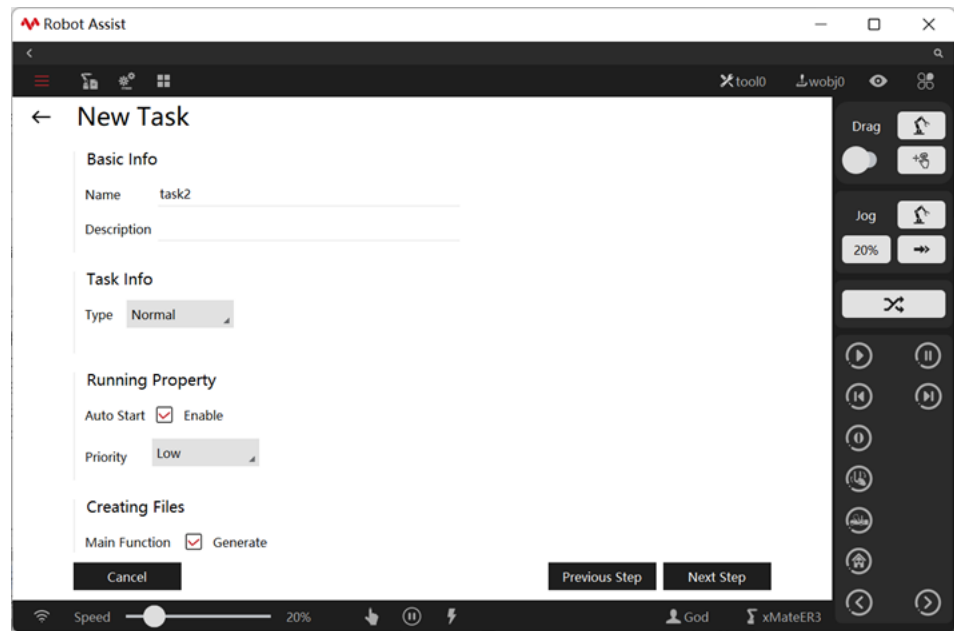 Robot Assist
tool0 wobj0
New Task
Basic Info
Name task2
Description
Task Info
Type Normal
Running Property
Auto Start Enable
Priority Low
Creating Files
Main Function Generate
Cancel Previous Step Next Step
Drag
Jog
20%
Speed 20% God xMateER3